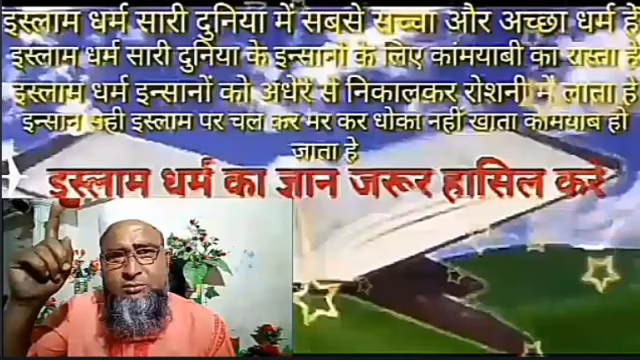 इस्लाम धर्म सारी दुनिया में सबसे सच्चा और अच्छा धर्म है
इस्लाम धर्म सारी दुनिया के इन्सानों के लिए कांमयाबी का रास्ता है
इस्लाम धर्म इन्सानों को अंधेरे से निकालकर रोशनी में लाता है
इन्सान सही इस्लाम पर चल कर मर कर धोका नहीं खाता कामयाब हो
जाता हे
इस्लाम धर्म का ज्ञान जरूर हासिल करे